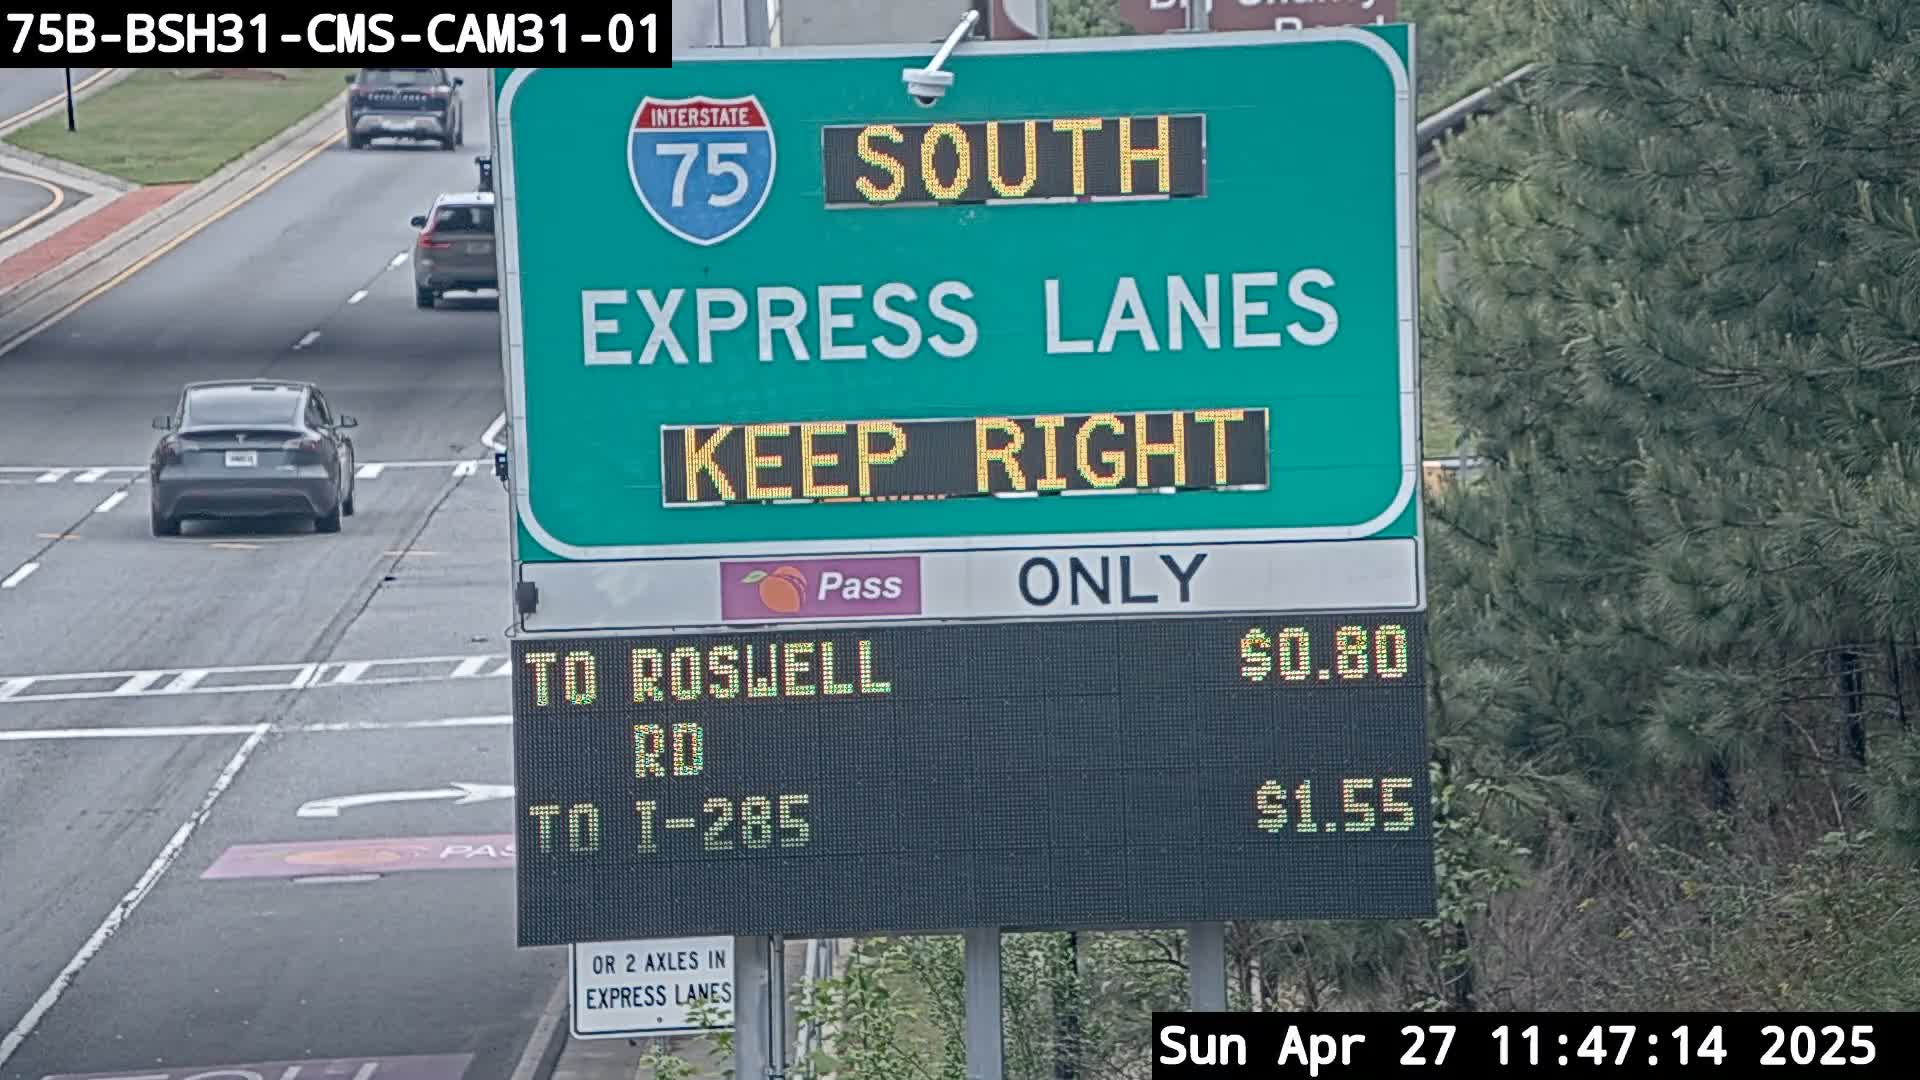 75B-BSH31-CMS-CAM31-01
INTERSTATE
75
SOUTH
EXPRESS LANES
KEEP RIGHT
Pass
ONLY
TO ROSWELL $0.80
RD
TO I-285 $1.55
OR 2 AXLES IN
EXPRESS LANES
Sun Apr 27 11:47:14 2025